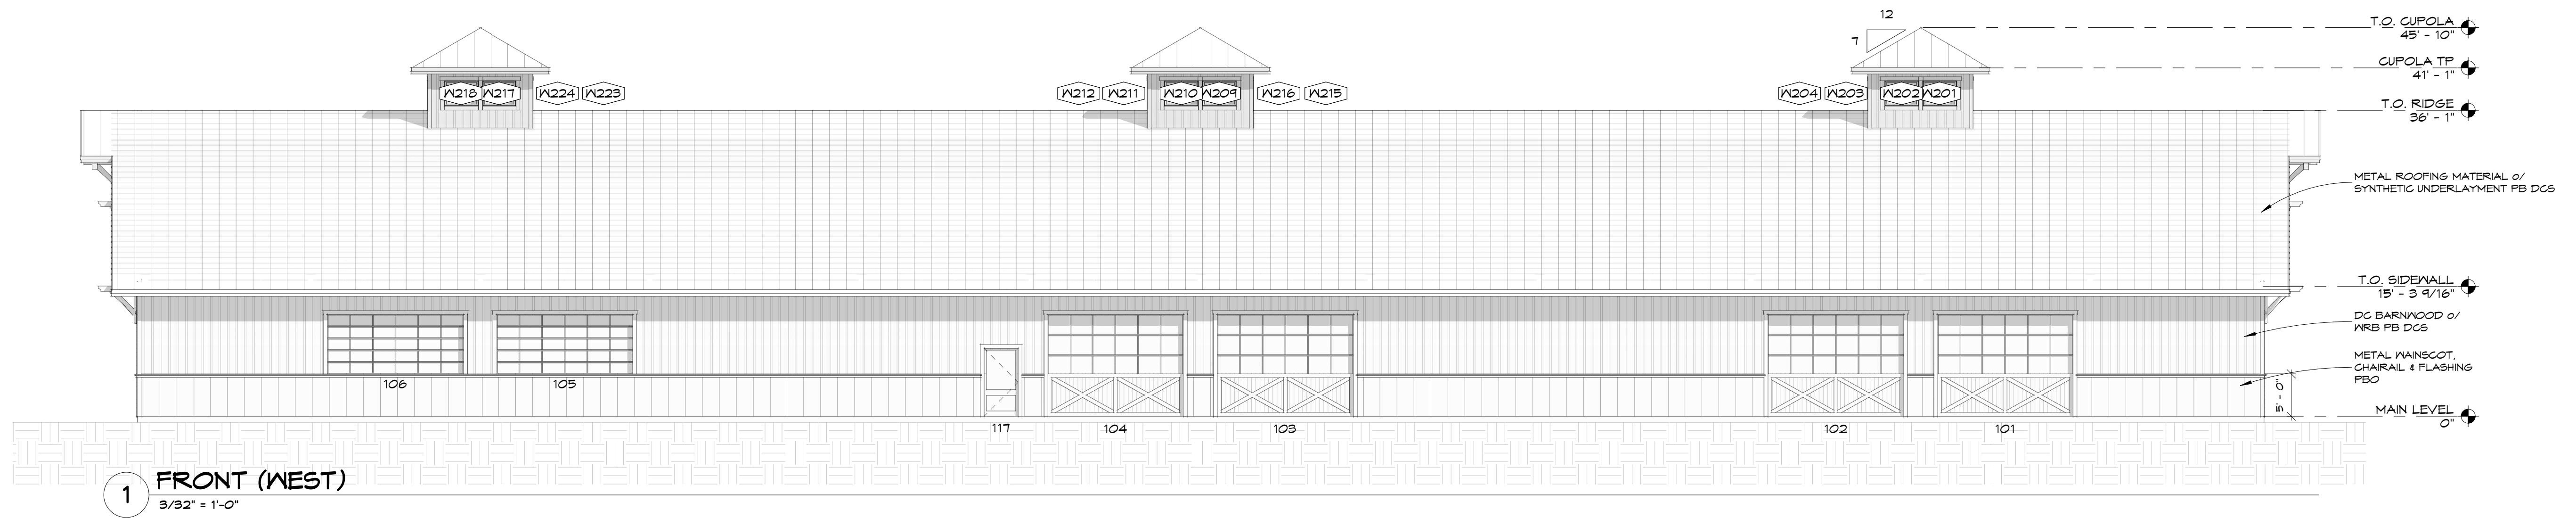 12
7
T.O. CUPOLA
45' - 10"
CUPOLA TP
41' - 1"
W218 W217 W224 W223
W212 W211 W210 W209 W216 W215
W204 W203 W202 W201
T.O. RIDGE
36' - 1"
METAL ROOFING MATERIAL o/
SYNTHETIC UNDERLAYMENT PB DCS
T.O. SIDEWALL
15' - 3 9/16"
DC BARNWOOD o/
WRB PB DCS
METAL WAINSCOT,
CHAIRAIL & FLASHING
PBO
5' - 0"
MAIN LEVEL
0"
106
105
117
104
103
102
101
1
FRONT (WEST)
3/32" = 1'-0"